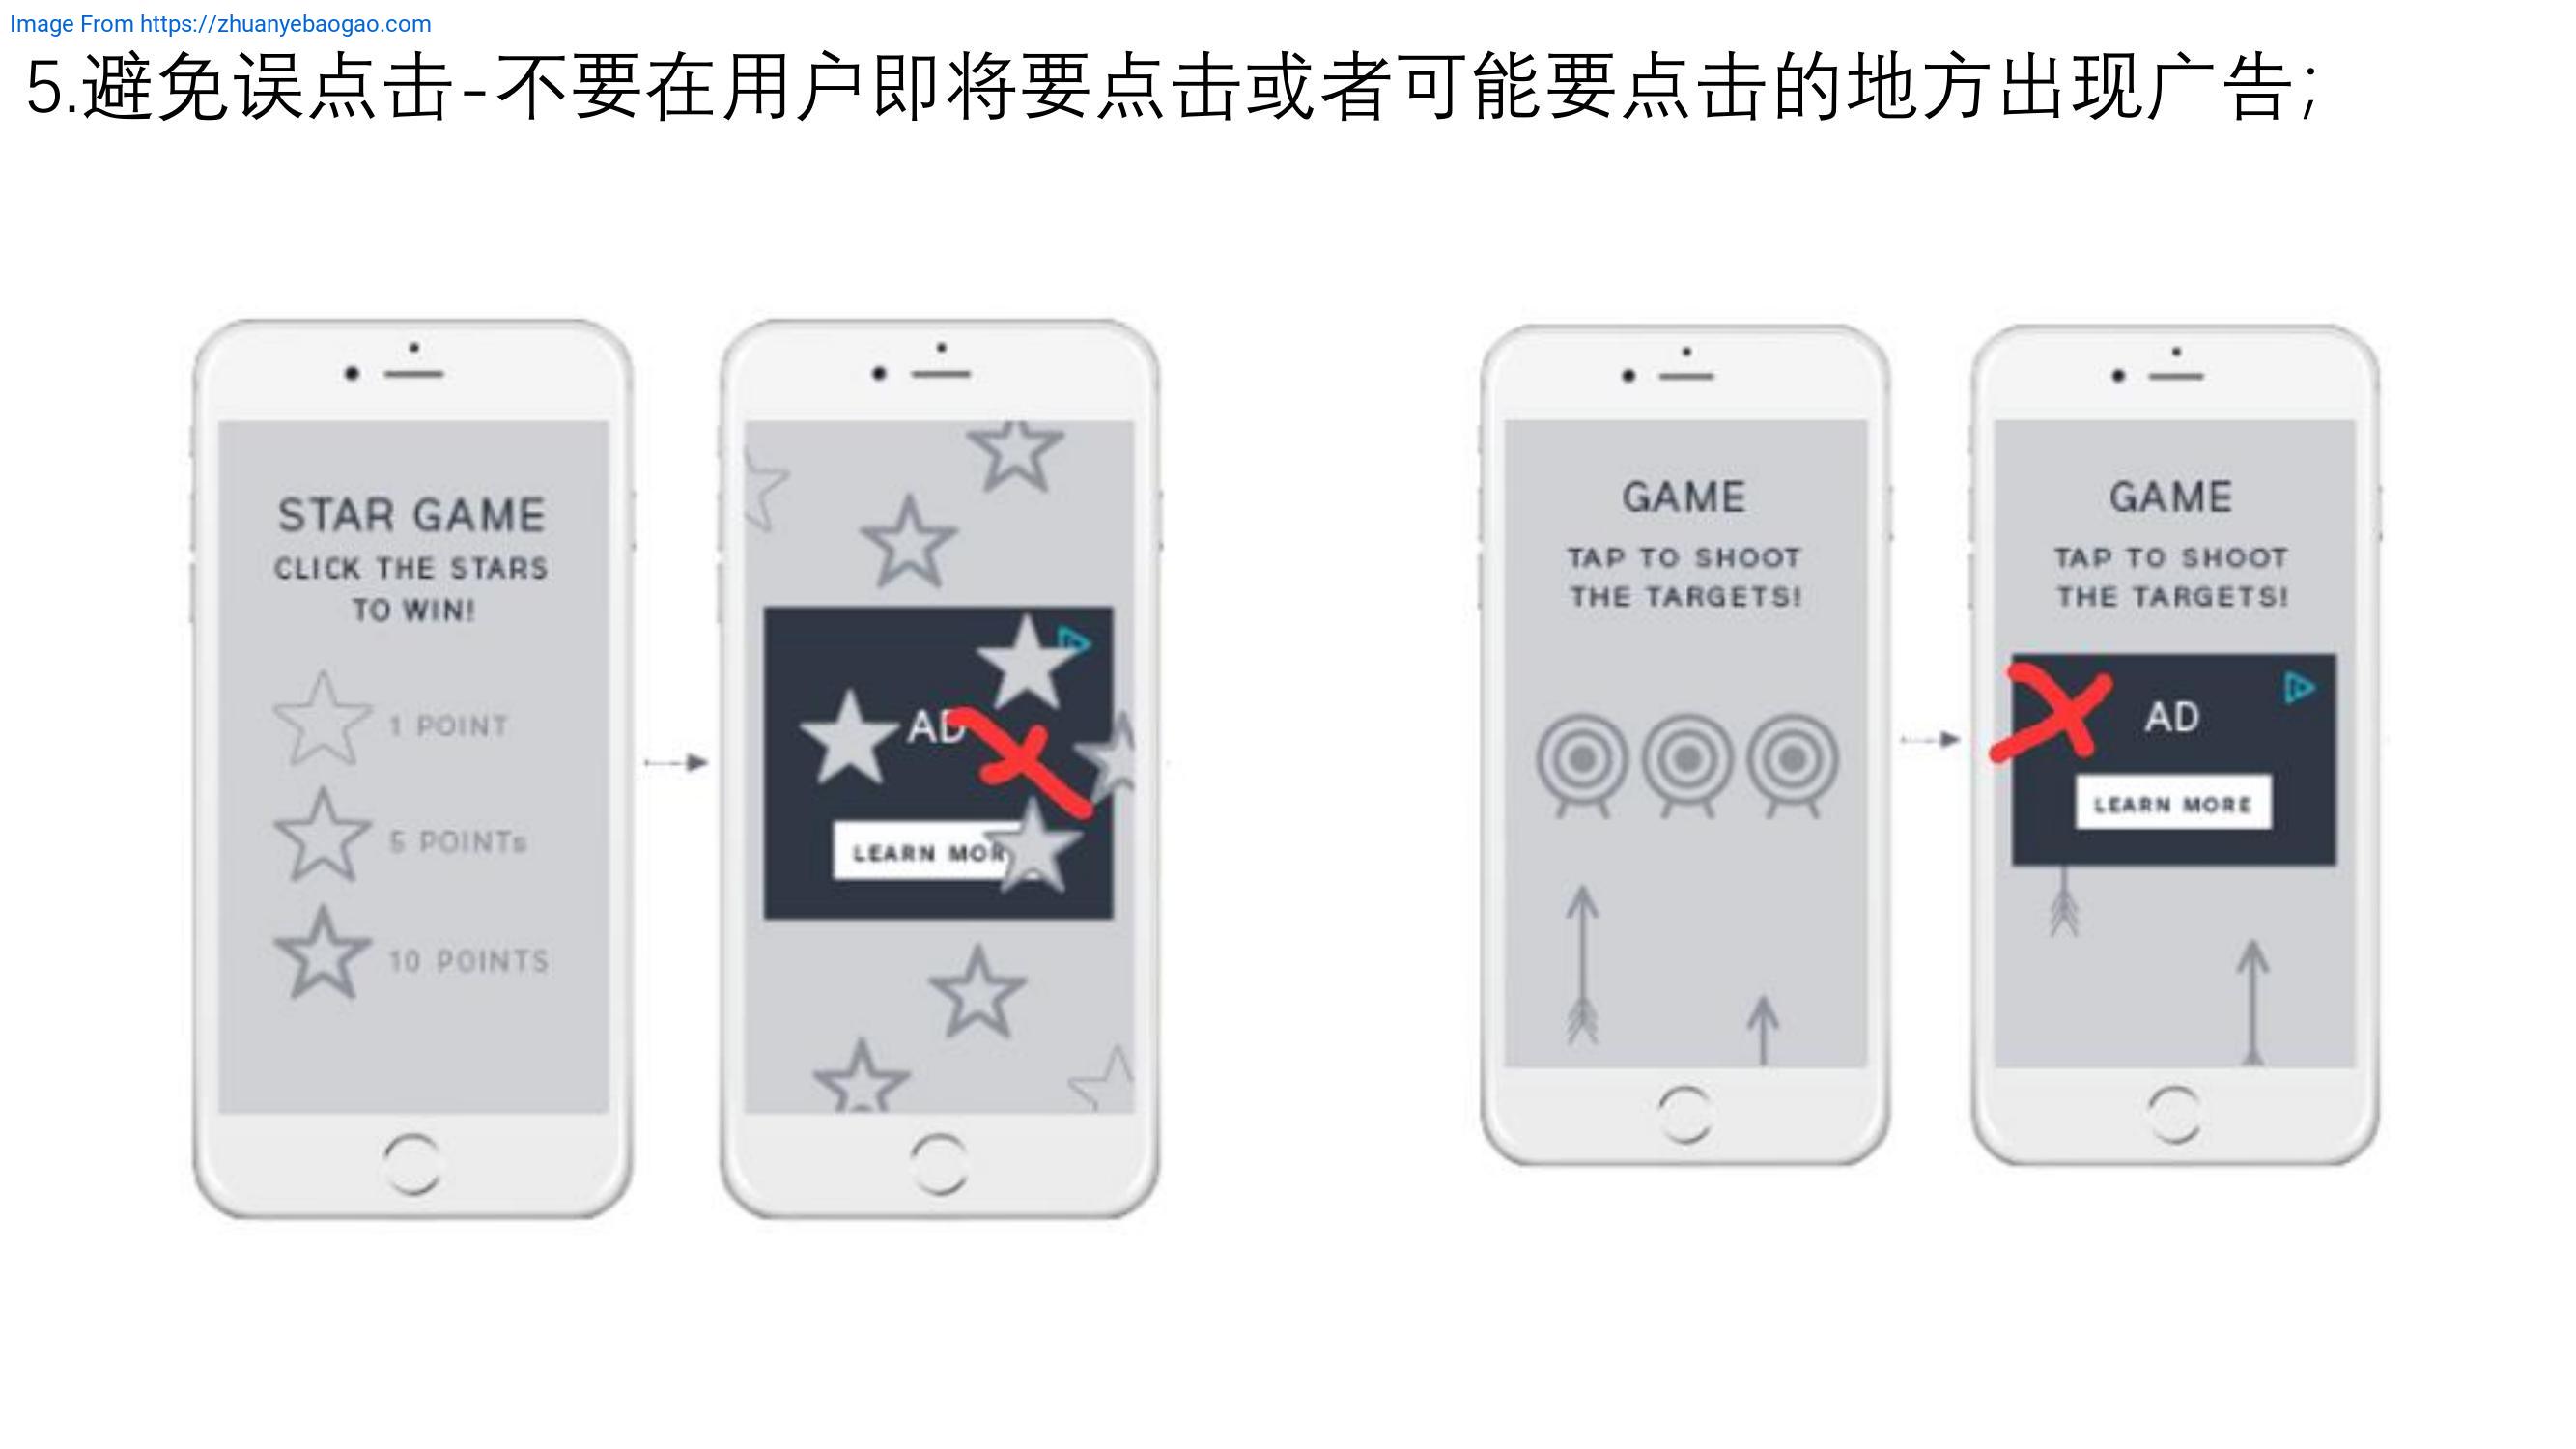 Image From https://zhuanyebaogao.com
5.避免误点击-不要在用户即将要点击或者可能要点击的地方出现广告;
STAR GAME
CLICK THE STARS
TO WIN!
1 POINT
5 POINTs
10 POINTS
AD
LEARN MOR
GAME
TAP TO SHOOT
THE TARGETS!
GAME
TAP TO SHOOT
THE TARGETS!
AD
LEARN MORE